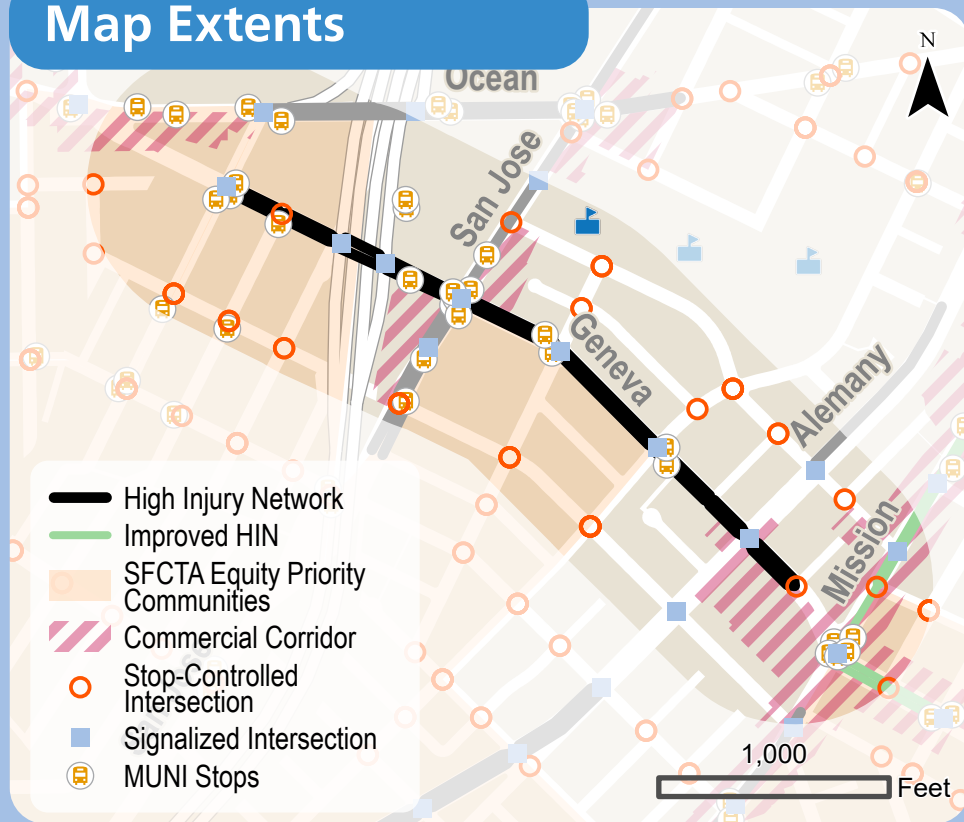 Map Extents
N
Ocean
San Jose
Geneva
Alemany
Mission
High Injury Network
Improved HIN
SFCTA Equity Priority
Communities
Commercial Corridor
Stop-Controlled
Intersection
Signalized Intersection
MUNI Stops
1,000
Feet